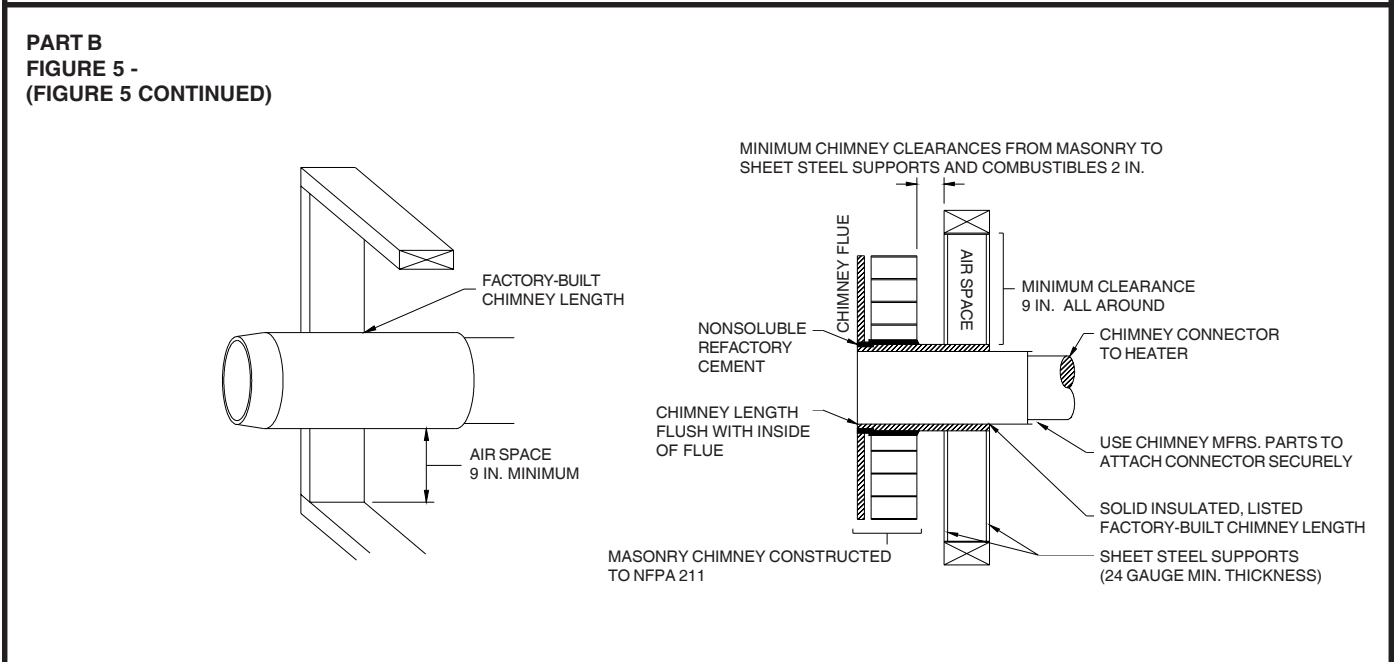 PART B
FIGURE 5 -
(FIGURE 5 CONTINUED)
FACTORY-BUILT
CHIMNEY LENGTH
AIR SPACE
9 IN. MINIMUM
MINIMUM CHIMNEY CLEARANCES FROM MASONRY TO
SHEET STEEL SUPPORTS AND COMBUSTIBLES 2 IN.
CHIMNEY FLUE
AIR SPACE
MINIMUM CLEARANCE
9 IN. ALL AROUND
NONSOLUBLE
REFACTORY
CEMENT
CHIMNEY CONNECTOR
TO HEATER
CHIMNEY LENGTH
FLUSH WITH INSIDE
OF FLUE
USE CHIMNEY MFRS. PARTS TO
ATTACH CONNECTOR SECURELY
SOLID INSULATED, LISTED
FACTORY-BUILT CHIMNEY LENGTH
MASONRY CHIMNEY CONSTRUCTED
TO NFPA 211
SHEET STEEL SUPPORTS
(24 GAUGE MIN. THICKNESS)